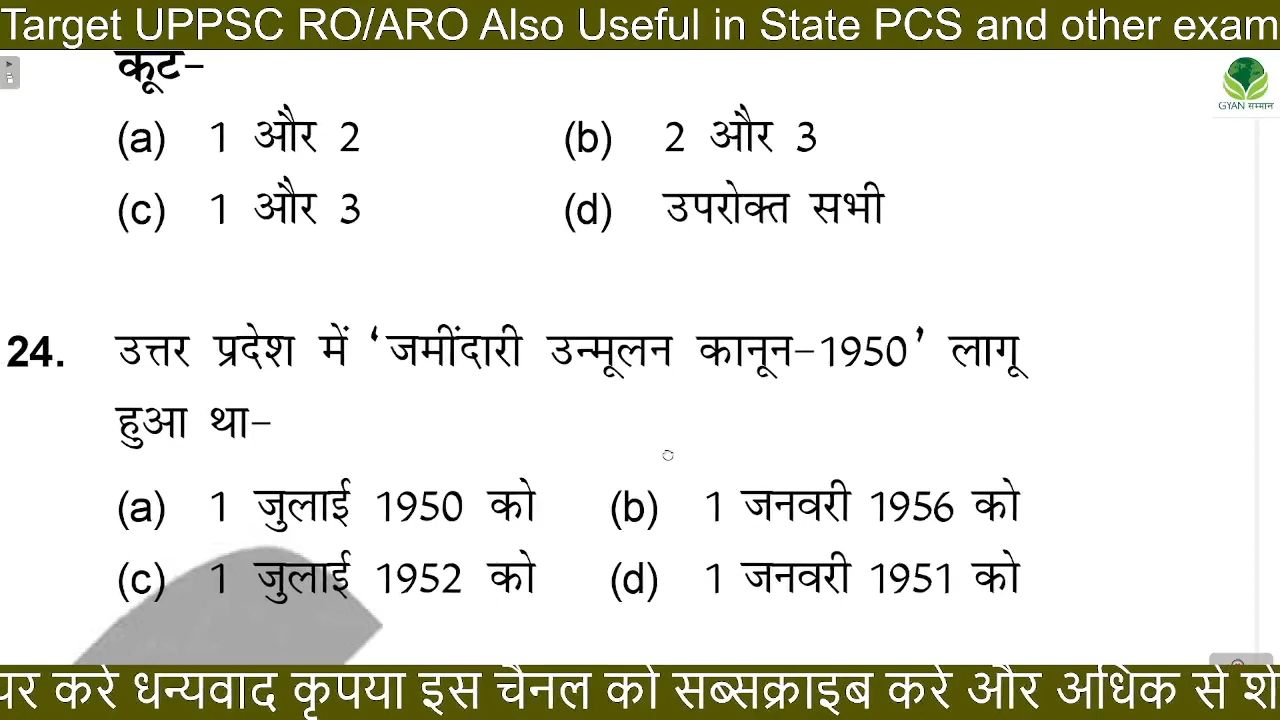 Target UPPSC RO/ARO Also Useful in State PCS and other exam
कूट–
GYAN सम्मान
(a) 1 और 2 (b) 2 और 3
(c) 1 और 3 (d) उपरोक्त सभी
24. उत्तर प्रदेश में ‘जमींदारी उन्मूलन कानून–1950’ लागू
हुआ था–
(a) 1 जुलाई 1950 को (b) 1 जनवरी 1956 को
(c) 1 जुलाई 1952 को (d) 1 जनवरी 1951 को
पर करे धन्यवाद कृपया इस चैनल को सब्सक्राइब करे और अधिक से शे